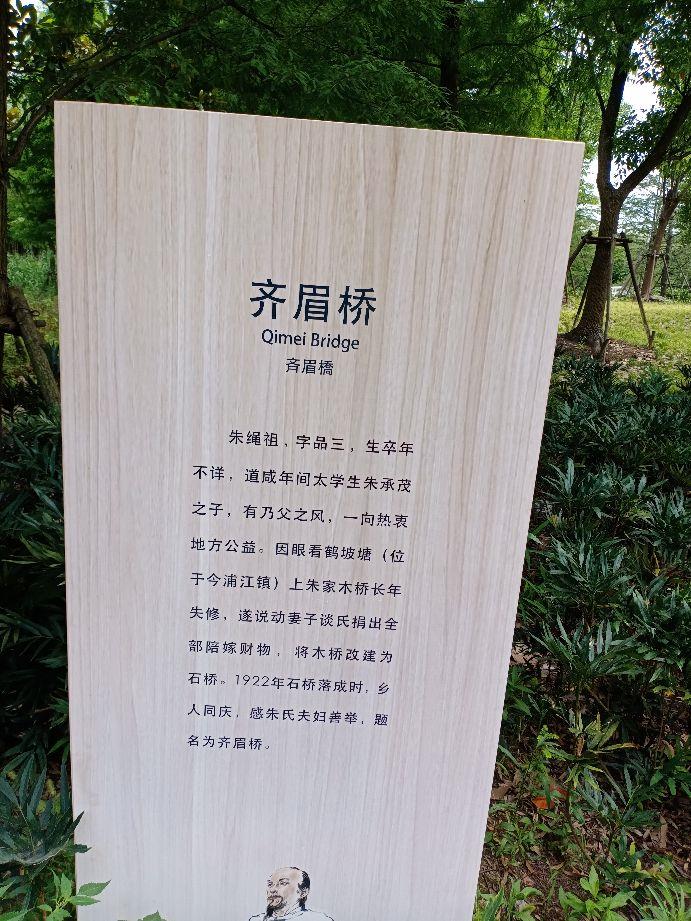 齐眉桥
Qimei Bridge
斉眉橋
朱绳祖、字品三，生卒年
不详，道咸年间太学生朱承茂
之子，有乃父之风，一向热衷
地方公益。因眼看鹤坡塘（位
于今浦江镇）上朱家木桥长年
失修，遂说动妻子谈氏捐出全
部陪嫁财物，将木桥改建为
石桥。1922年石桥落成时，乡
人同庆，感朱氏夫妇善举，题
名为齐眉桥。